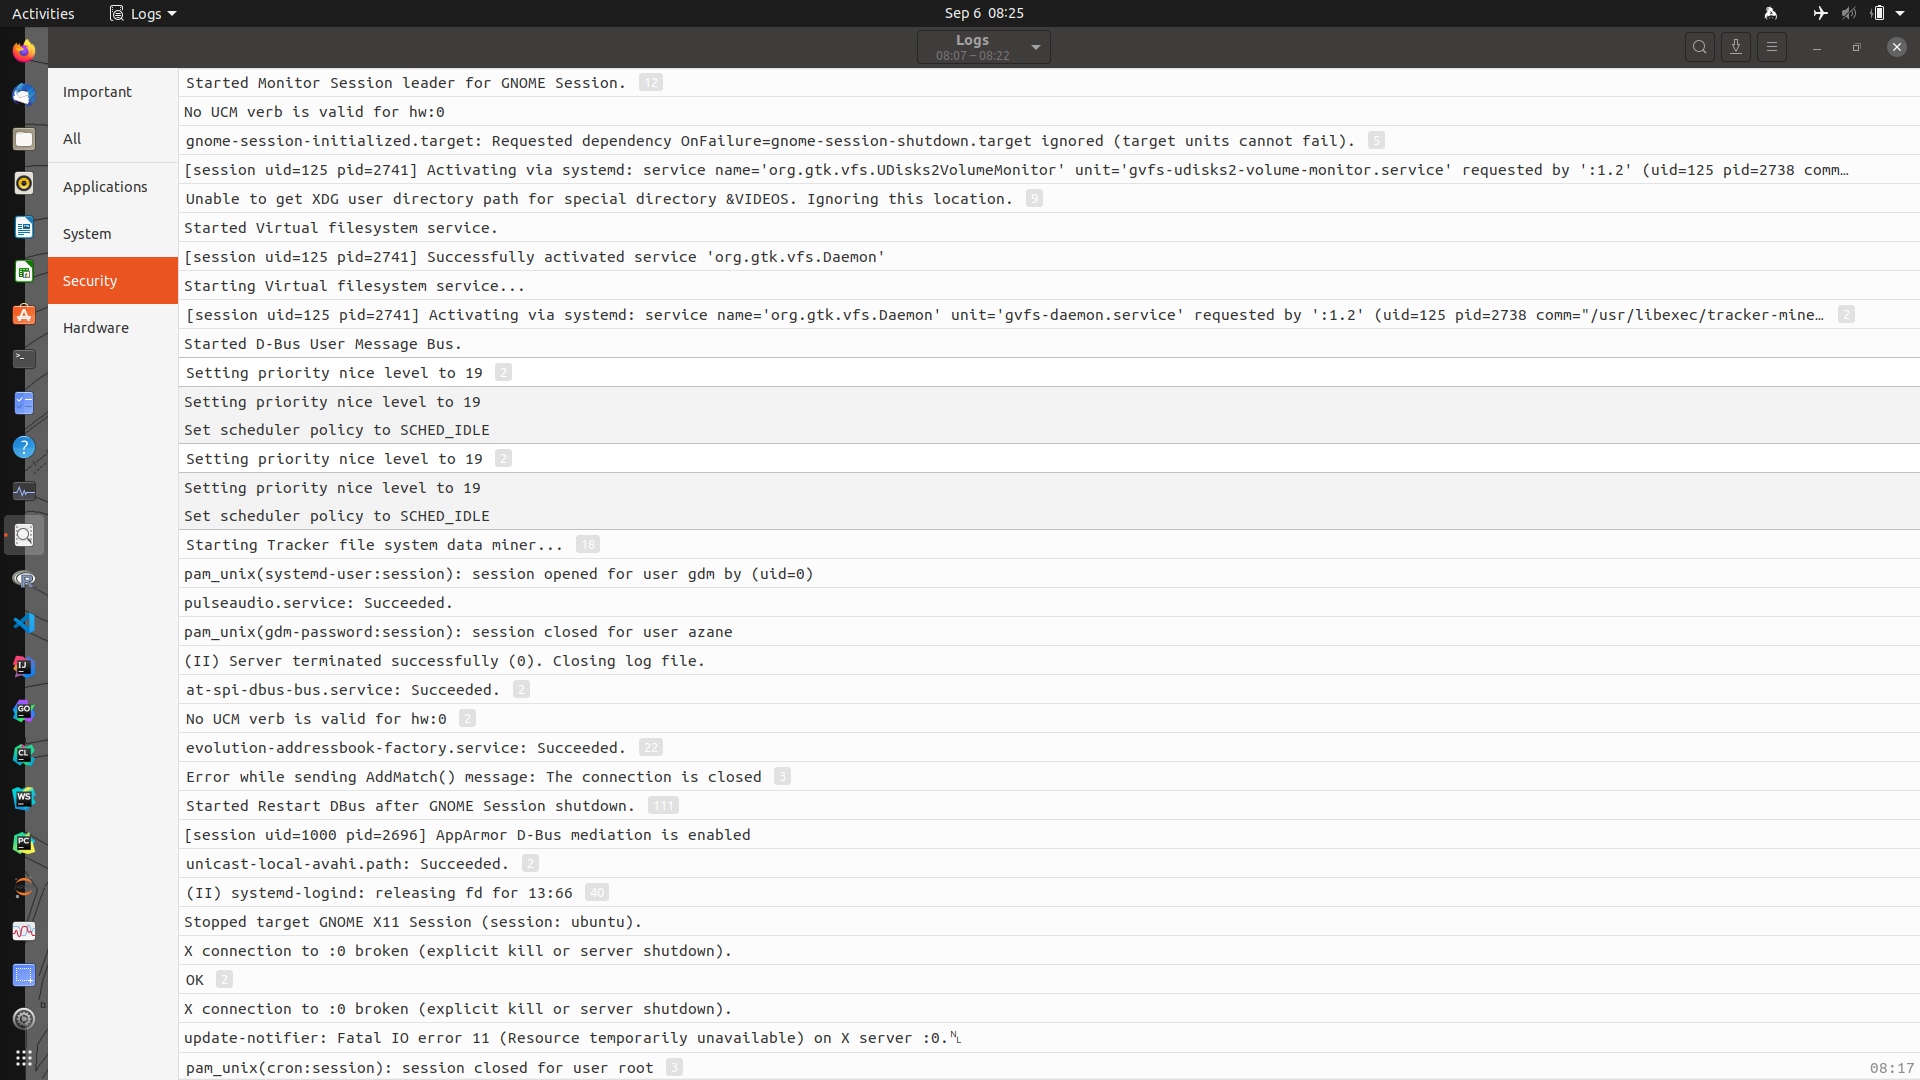 Activities
Logs
Sep 6 08:25
Logs
08:07 – 08:22
Important
All
Applications
System
Security
Hardware
Started Monitor Session leader for GNOME Session. 12
No UCM verb is valid for hw:0
gnome-session-initialized.target: Requested dependency OnFailure=gnome-session-shutdown.target ignored (target units cannot fail). 5
[session uid=125 pid=2741] Activating via systemd: service name='org.gtk.vfs.UDisks2VolumeMonitor' unit='gvfs-udisks2-volume-monitor.service' requested by ':1.2' (uid=125 pid=2738 comm…
Unable to get XDG user directory path for special directory &VIDEOS. Ignoring this location. 9
Started Virtual filesystem service.
[session uid=125 pid=2741] Successfully activated service 'org.gtk.vfs.Daemon'
Starting Virtual filesystem service...
[session uid=125 pid=2741] Activating via systemd: service name='org.gtk.vfs.Daemon' unit='gvfs-daemon.service' requested by ':1.2' (uid=125 pid=2738 comm="/usr/libexec/tracker-mine… 2
Started D-Bus User Message Bus.
Setting priority nice level to 19 2
Setting priority nice level to 19
Set scheduler policy to SCHED_IDLE
Setting priority nice level to 19 2
Setting priority nice level to 19
Set scheduler policy to SCHED_IDLE
Starting Tracker file system data miner... 18
pam_unix(systemd-user:session): session opened for user gdm by (uid=0)
pulseaudio.service: Succeeded.
pam_unix(gdm-password:session): session closed for user azane
(II) Server terminated successfully (0). Closing log file.
at-spi-dbus-bus.service: Succeeded. 2
No UCM verb is valid for hw:0 2
evolution-addressbook-factory.service: Succeeded. 22
Error while sending AddMatch() message: The connection is closed 3
Started Restart DBus after GNOME Session shutdown. 111
[session uid=1000 pid=2696] AppArmor D-Bus mediation is enabled
unicast-local-avahi.path: Succeeded. 2
(II) systemd-logind: releasing fd for 13:66 40
Stopped target GNOME X11 Session (session: ubuntu).
X connection to :0 broken (explicit kill or server shutdown).
OK 2
X connection to :0 broken (explicit kill or server shutdown).
update-notifier: Fatal IO error 11 (Resource temporarily unavailable) on X server :0.␤
pam_unix(cron:session): session closed for user root 3
08:17